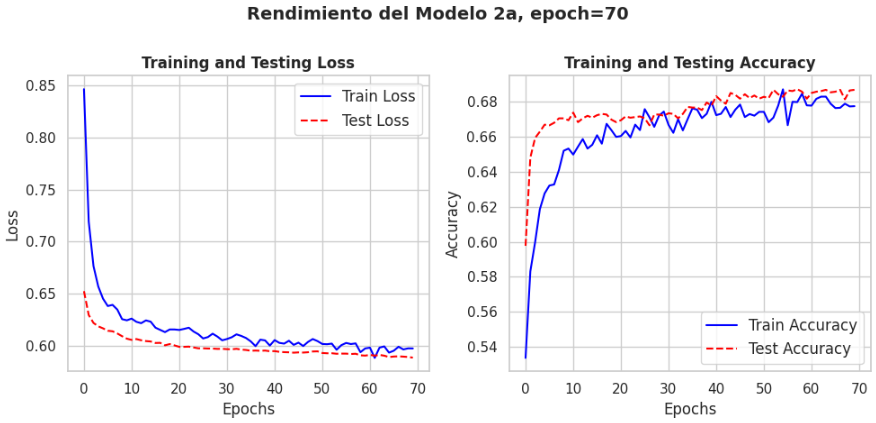 Rendimiento del Modelo 2a, epoch=70
Training and Testing Loss
0.85
0.80
0.75
0.70
0.65
0.60
Loss
0 10 20 30 40 50 60 70
Epochs
Train Loss
Test Loss
Training and Testing Accuracy
0.68
0.66
0.64
0.62
0.60
0.58
0.56
0.54
Accuracy
0 10 20 30 40 50 60 70
Epochs
Train Accuracy
Test Accuracy